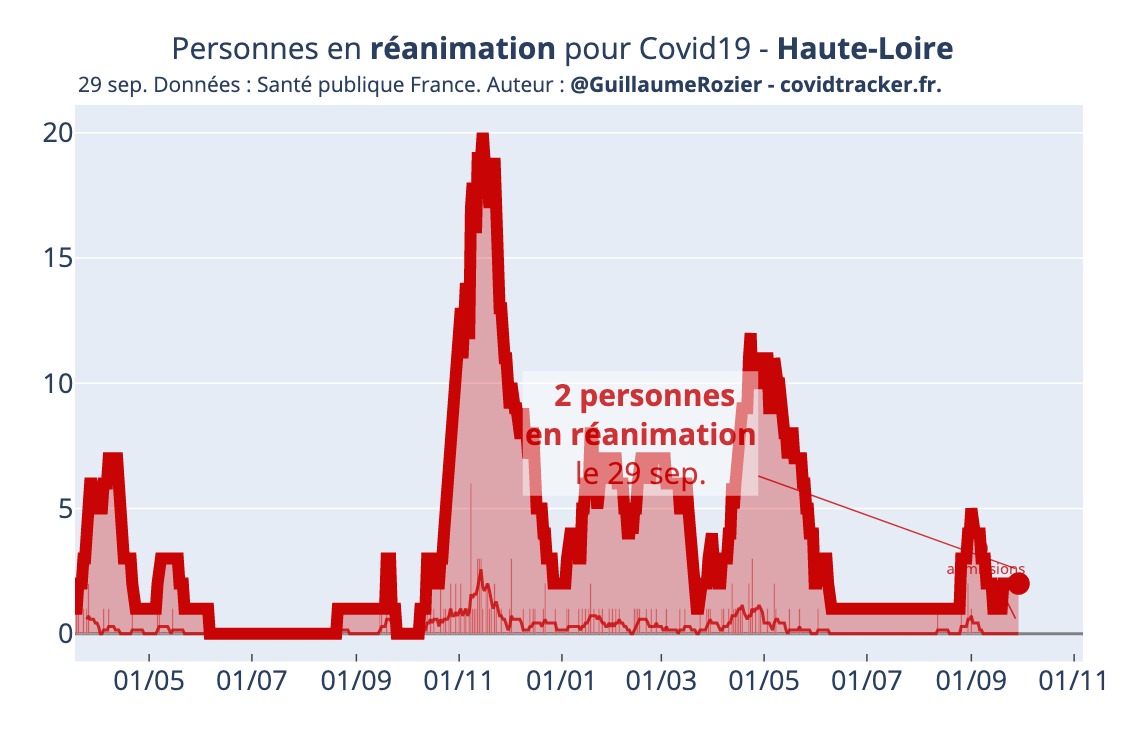 Personnes en réanimation pour Covid19 - Haute-Loire
29 sep. Données : Santé publique France. Auteur : @GuillaumeRozier - covidtracker.fr.
20
15
10
5
0
2 personnes
en réanimation
le 29 sep.
admissions
01/05 01/07 01/09 01/11 01/01 01/03 01/05 01/07 01/09 01/11